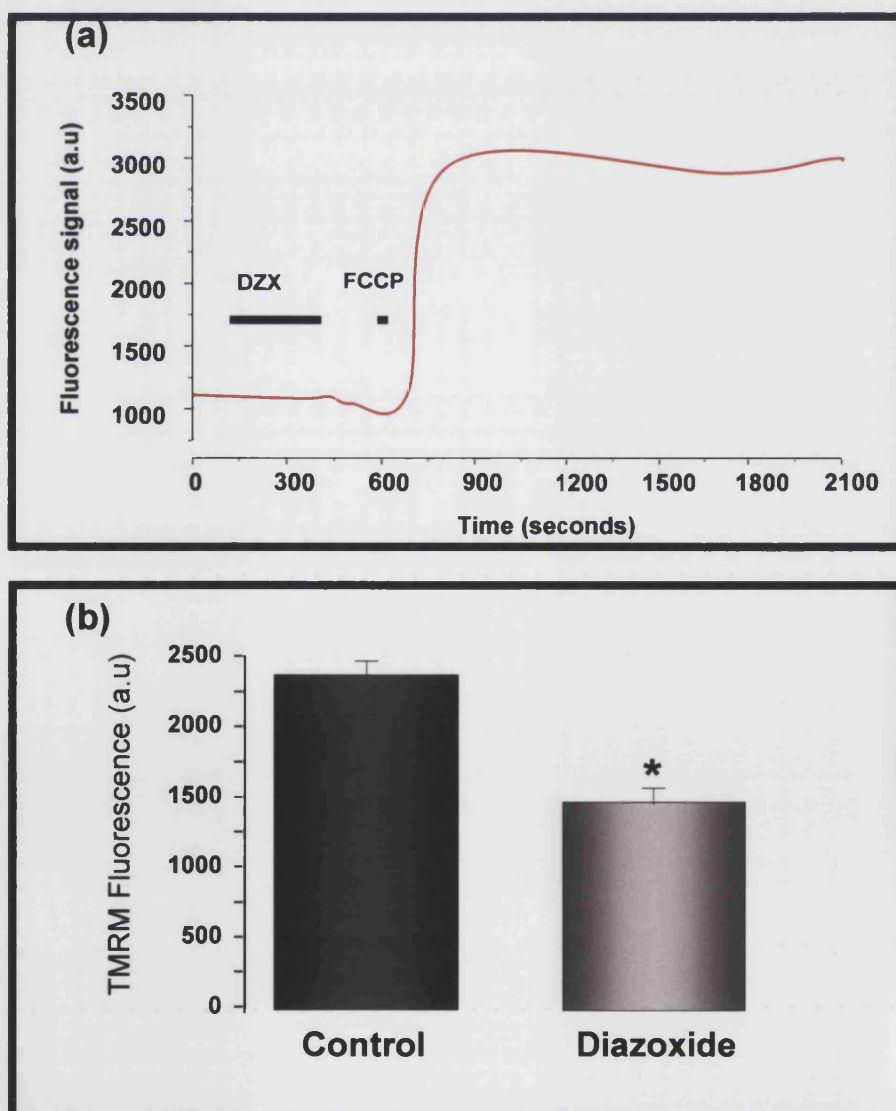 (a)
Fluorescence signal (a.u)
3500
3000
2500
2000
1500
1000
DZX
FCCP
0 300 600 900 1200 1500 1800 2100
Time (seconds)
(b)
TMRM Fluorescence (a.u)
2500
2000
1500
1000
500
0
*
Control Diazoxide